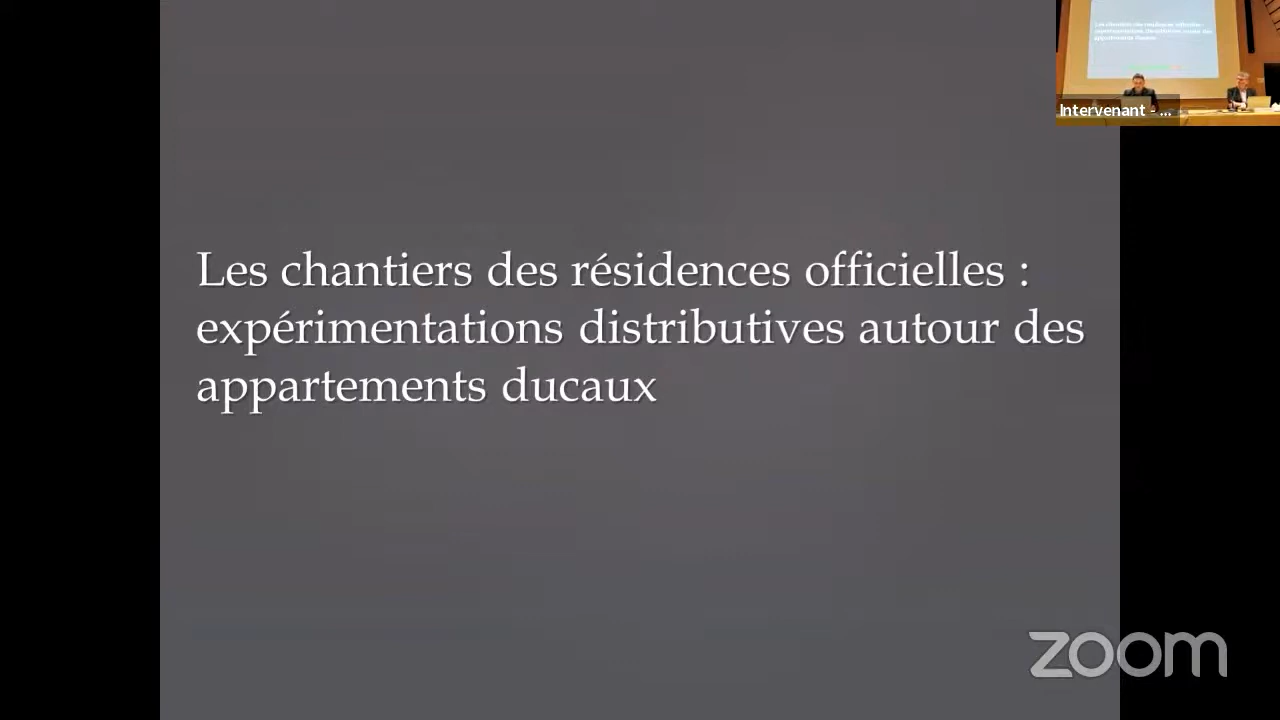 Intervenant - ...
Les chantiers des résidences officielles :
expérimentations distributives autour des
appartements ducaux
zoom